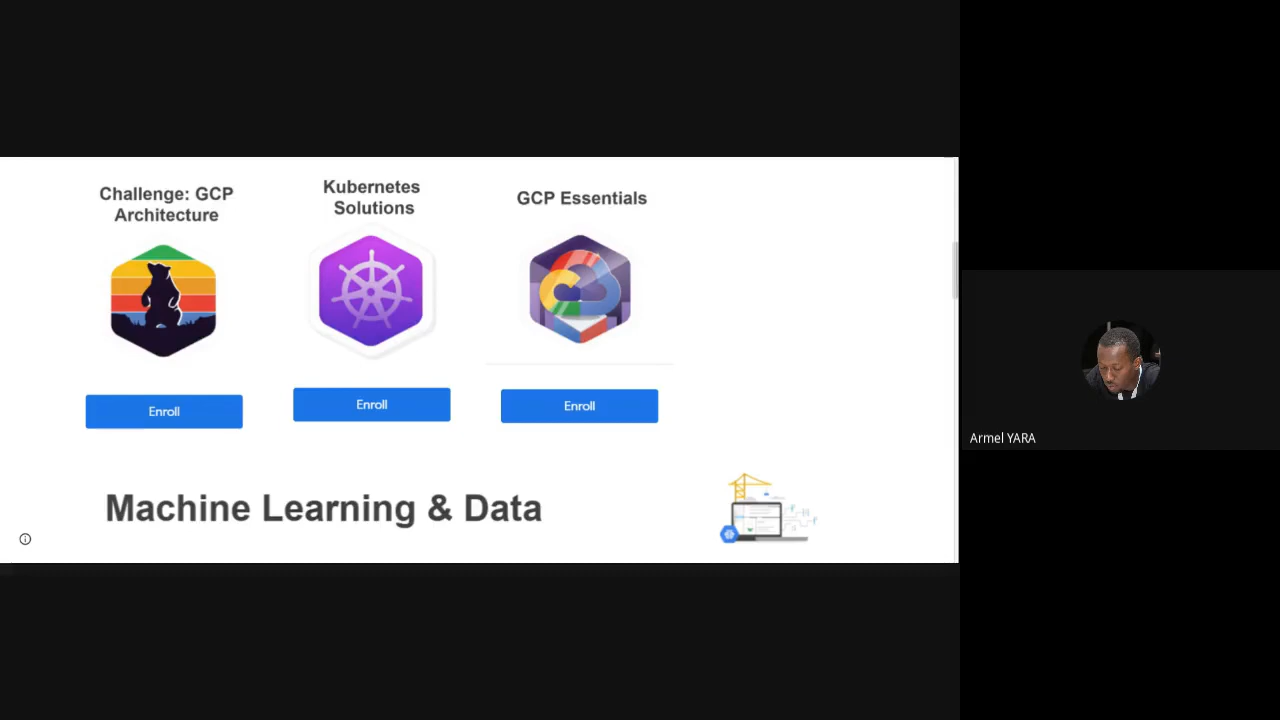 Challenge: GCP
Architecture
Kubernetes
Solutions
GCP Essentials
Enroll
Enroll
Enroll
Machine Learning & Data
Armel YARA